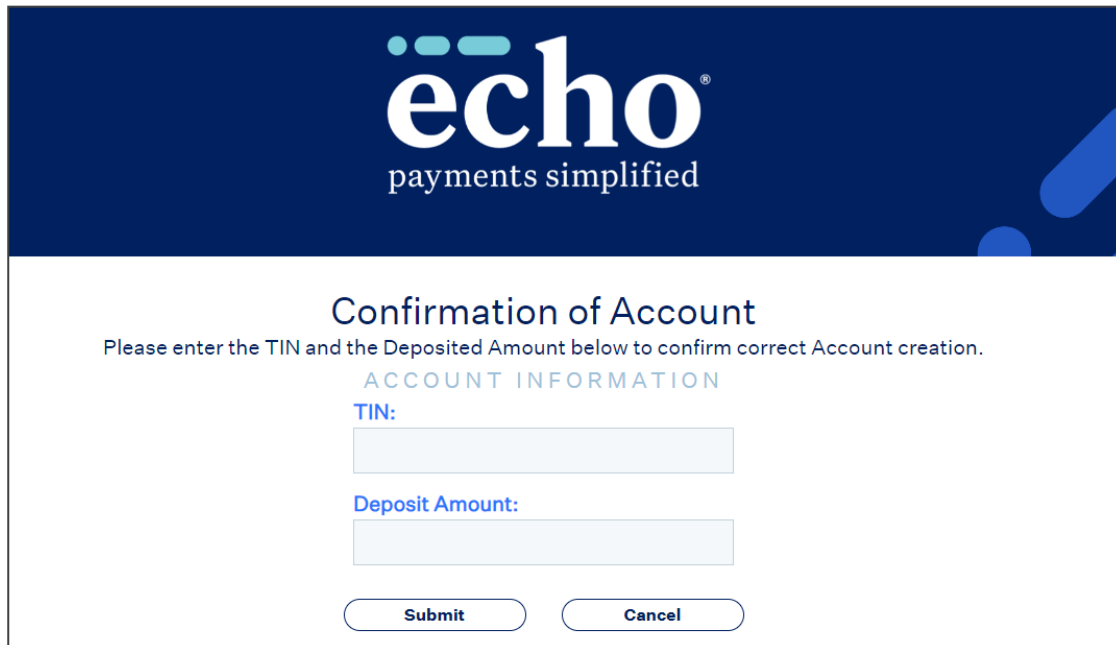 echo®
payments simplified
Confirmation of Account
Please enter the TIN and the Deposited Amount below to confirm correct Account creation.
ACCOUNT INFORMATION
TIN:
Deposit Amount:
Submit Cancel